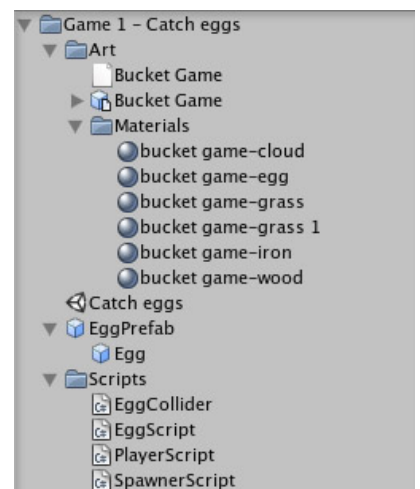 Game 1 - Catch eggs
Art
Bucket Game
Bucket Game
Materials
bucket game-cloud
bucket game-egg
bucket game-grass
bucket game-grass 1
bucket game-iron
bucket game-wood
Catch eggs
EggPrefab
Egg
Scripts
C# EggCollider
C# EggScript
C# PlayerScript
C# SpawnerScript